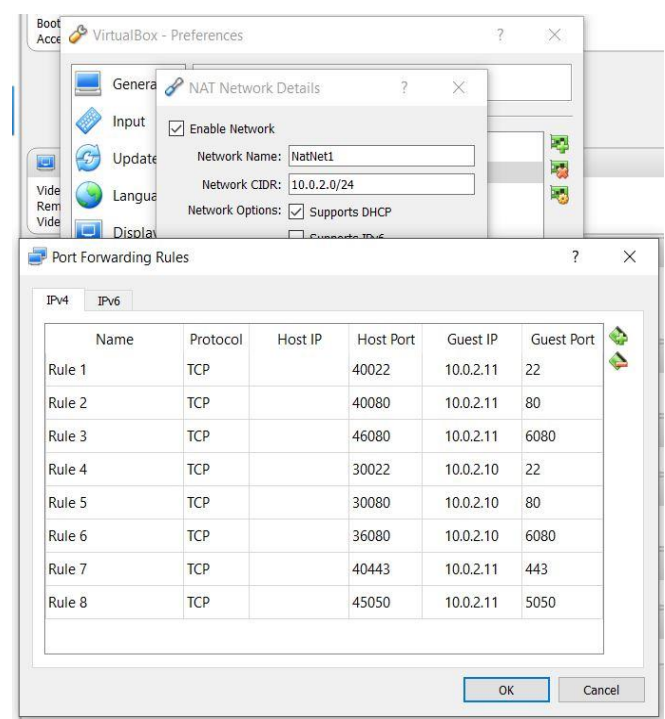 Boot
Acce
VirtualBox - Preferences ? ×
Genera
NAT Network Details ? ×
Input
Enable Network
Update
Network Name: NatNet1
Vide
Rem
Vide
Langua
Network CIDR: 10.0.2.0/24
Network Options: Supports DHCP
Display
Supports IPv6
Port Forwarding Rules ? ×
IPv4 IPv6
Name Protocol Host IP Host Port Guest IP Guest Port
Rule 1 TCP 40022 10.0.2.11 22
Rule 2 TCP 40080 10.0.2.11 80
Rule 3 TCP 46080 10.0.2.11 6080
Rule 4 TCP 30022 10.0.2.10 22
Rule 5 TCP 30080 10.0.2.10 80
Rule 6 TCP 36080 10.0.2.10 6080
Rule 7 TCP 40443 10.0.2.11 443
Rule 8 TCP 45050 10.0.2.11 5050
OK Cancel